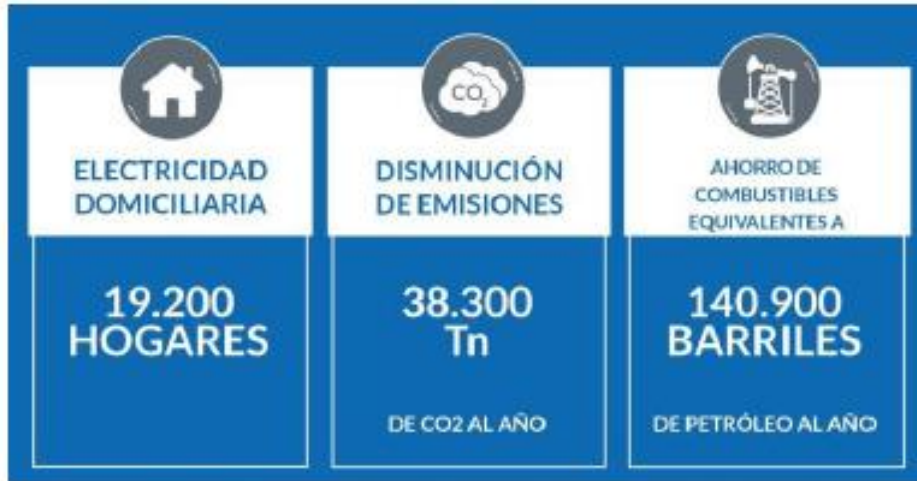 ELECTRICIDAD
DOMICILIARIA
19.200
HOGARES
CO2
DISMINUCIÓN
DE EMISIONES
38.300
Tn
DE CO2 AL AÑO
AHORRO DE
COMBUSTIBLES
EQUIVALENTES A
140.900
BARRILES
DE PETRÓLEO AL AÑO